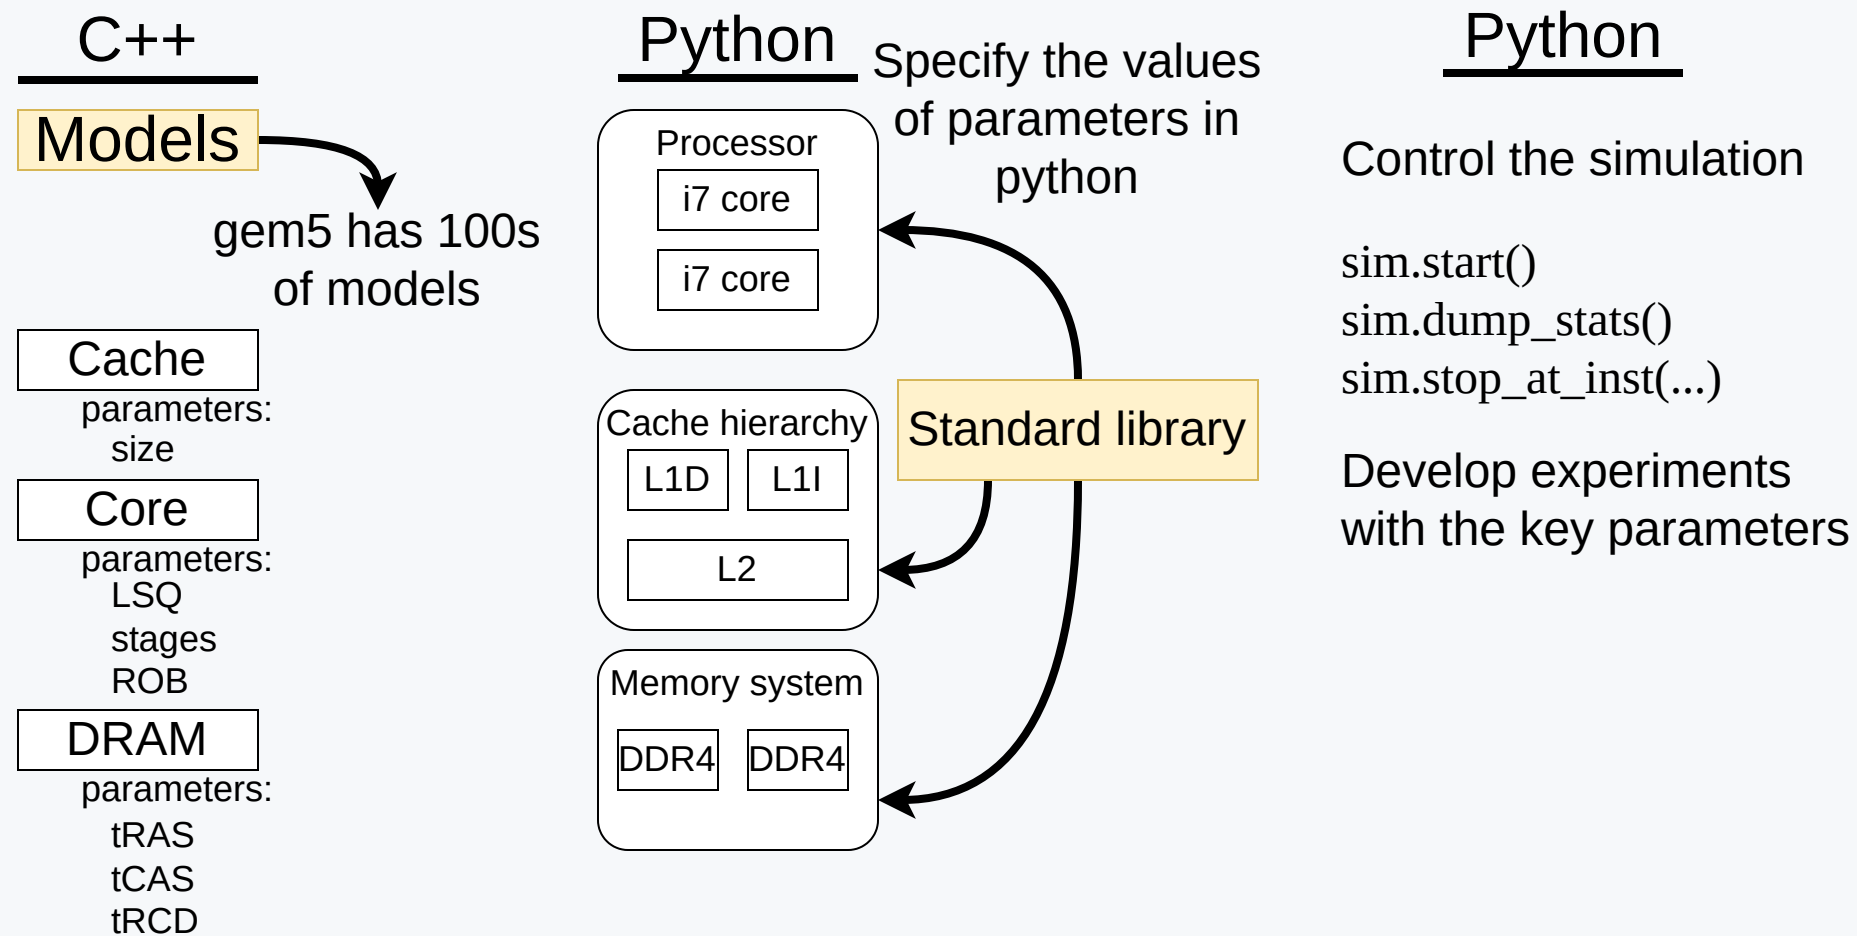 C++
Models
gem5 has 100s
of models
Cache
parameters:
size
Core
parameters:
LSQ
stages
ROB
DRAM
parameters:
tRAS
tCAS
tRCD
Python
Specify the values
of parameters in
python
Processor
i7 core
i7 core
Cache hierarchy
L1D
L1I
L2
Standard library
Memory system
DDR4
DDR4
Python
Control the simulation
sim.start()
sim.dump_stats()
sim.stop_at_inst(...)
Develop experiments
with the key parameters